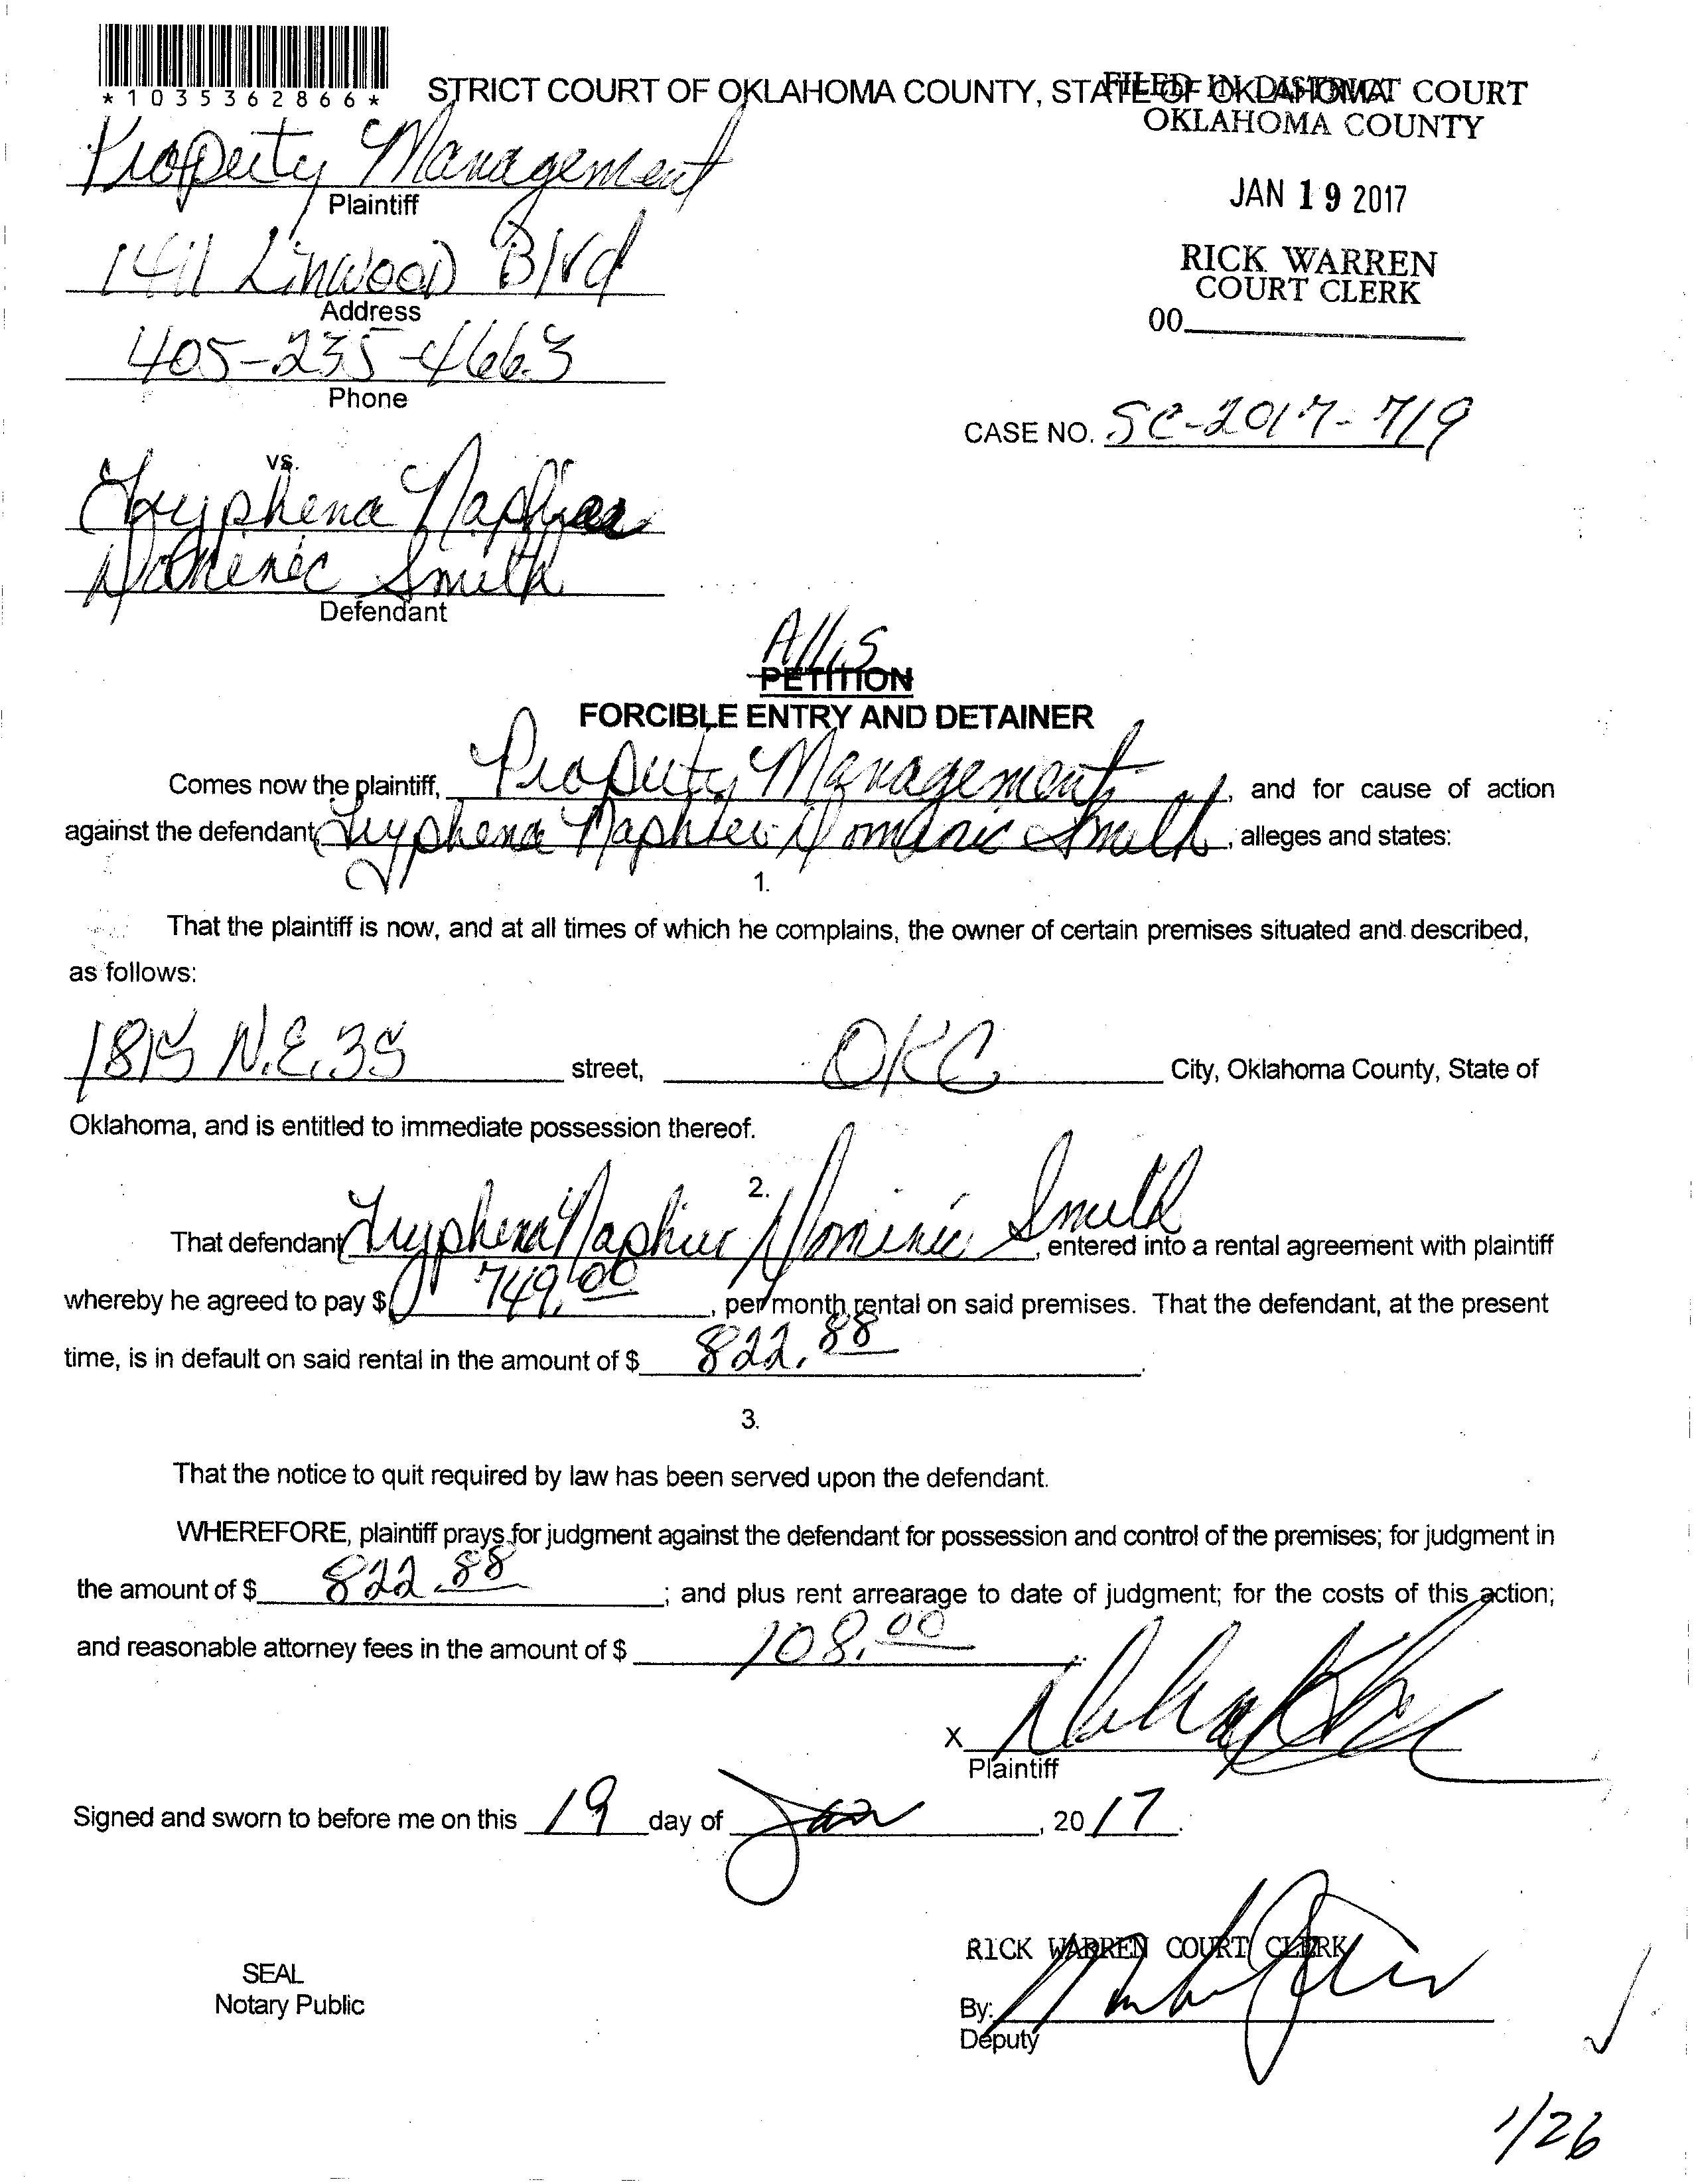 *1035362866*
STRICT COURT OF OKLAHOMA COUNTY, STATE OF OKLAHOMA
FILED IN DISTRICT COURT
OKLAHOMA COUNTY
JAN 19 2017
RICK WARREN
COURT CLERK
00
Property Management
Plaintiff
1411 Linwood Blvd
Address
405-235-4663
Phone
CASE NO. SC-2017-719
vs.
Tryphena
Domenic Smith
Defendant
PETITION
FORCIBLE ENTRY AND DETAINER
Comes now the plaintiff, Property Management, and for cause of action
against the defendant, Tryphena Naphier Domenic Smith, alleges and states:
1.
That the plaintiff is now, and at all times of which he complains, the owner of certain premises situated and described,
as follows:
1815 N.E. 35 street, OKC City, Oklahoma County, State of
Oklahoma, and is entitled to immediate possession thereof.
2.
That defendant Tryphena Naphier Dominic Smith, entered into a rental agreement with plaintiff
whereby he agreed to pay $ 749.00, per month rental on said premises. That the defendant, at the present
time, is in default on said rental in the amount of $ 822.88.
3.
That the notice to quit required by law has been served upon the defendant.
WHEREFORE, plaintiff prays for judgment against the defendant for possession and control of the premises; for judgment in
the amount of $ 822.88; and plus rent arrearage to date of judgment; for the costs of this action;
and reasonable attorney fees in the amount of $ 108.00.
X
Plaintiff
Signed and sworn to before me on this 19 day of Jan, 2017.
RICK WARREN COURT CLERK
SEAL
Notary Public
By:
Deputy
1/26